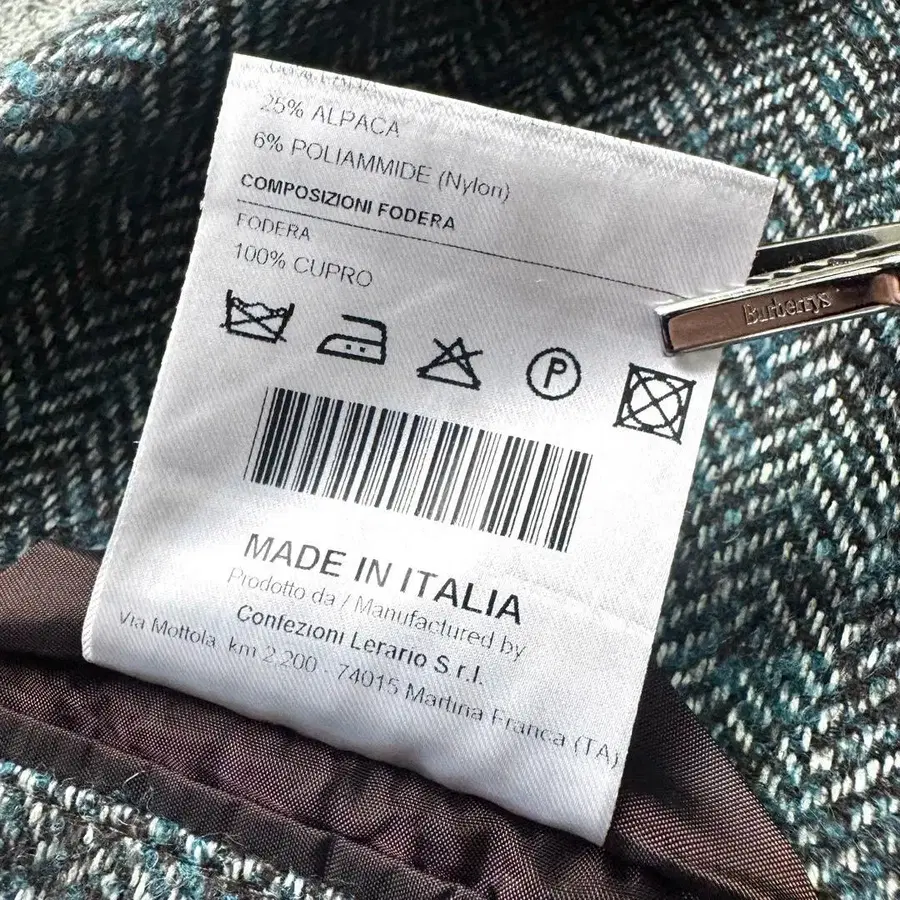 25% ALPACA
6% POLIAMMIDE (Nylon)
COMPOSIZIONI FODERA
FODERA
100% CUPRO
P
Burberrys
MADE IN ITALIA
Prodotto da / Manufactured by
Confezioni Lerario S.r.l.
Via Mottola km 2.200 - 74015 Martina Franca (TA)